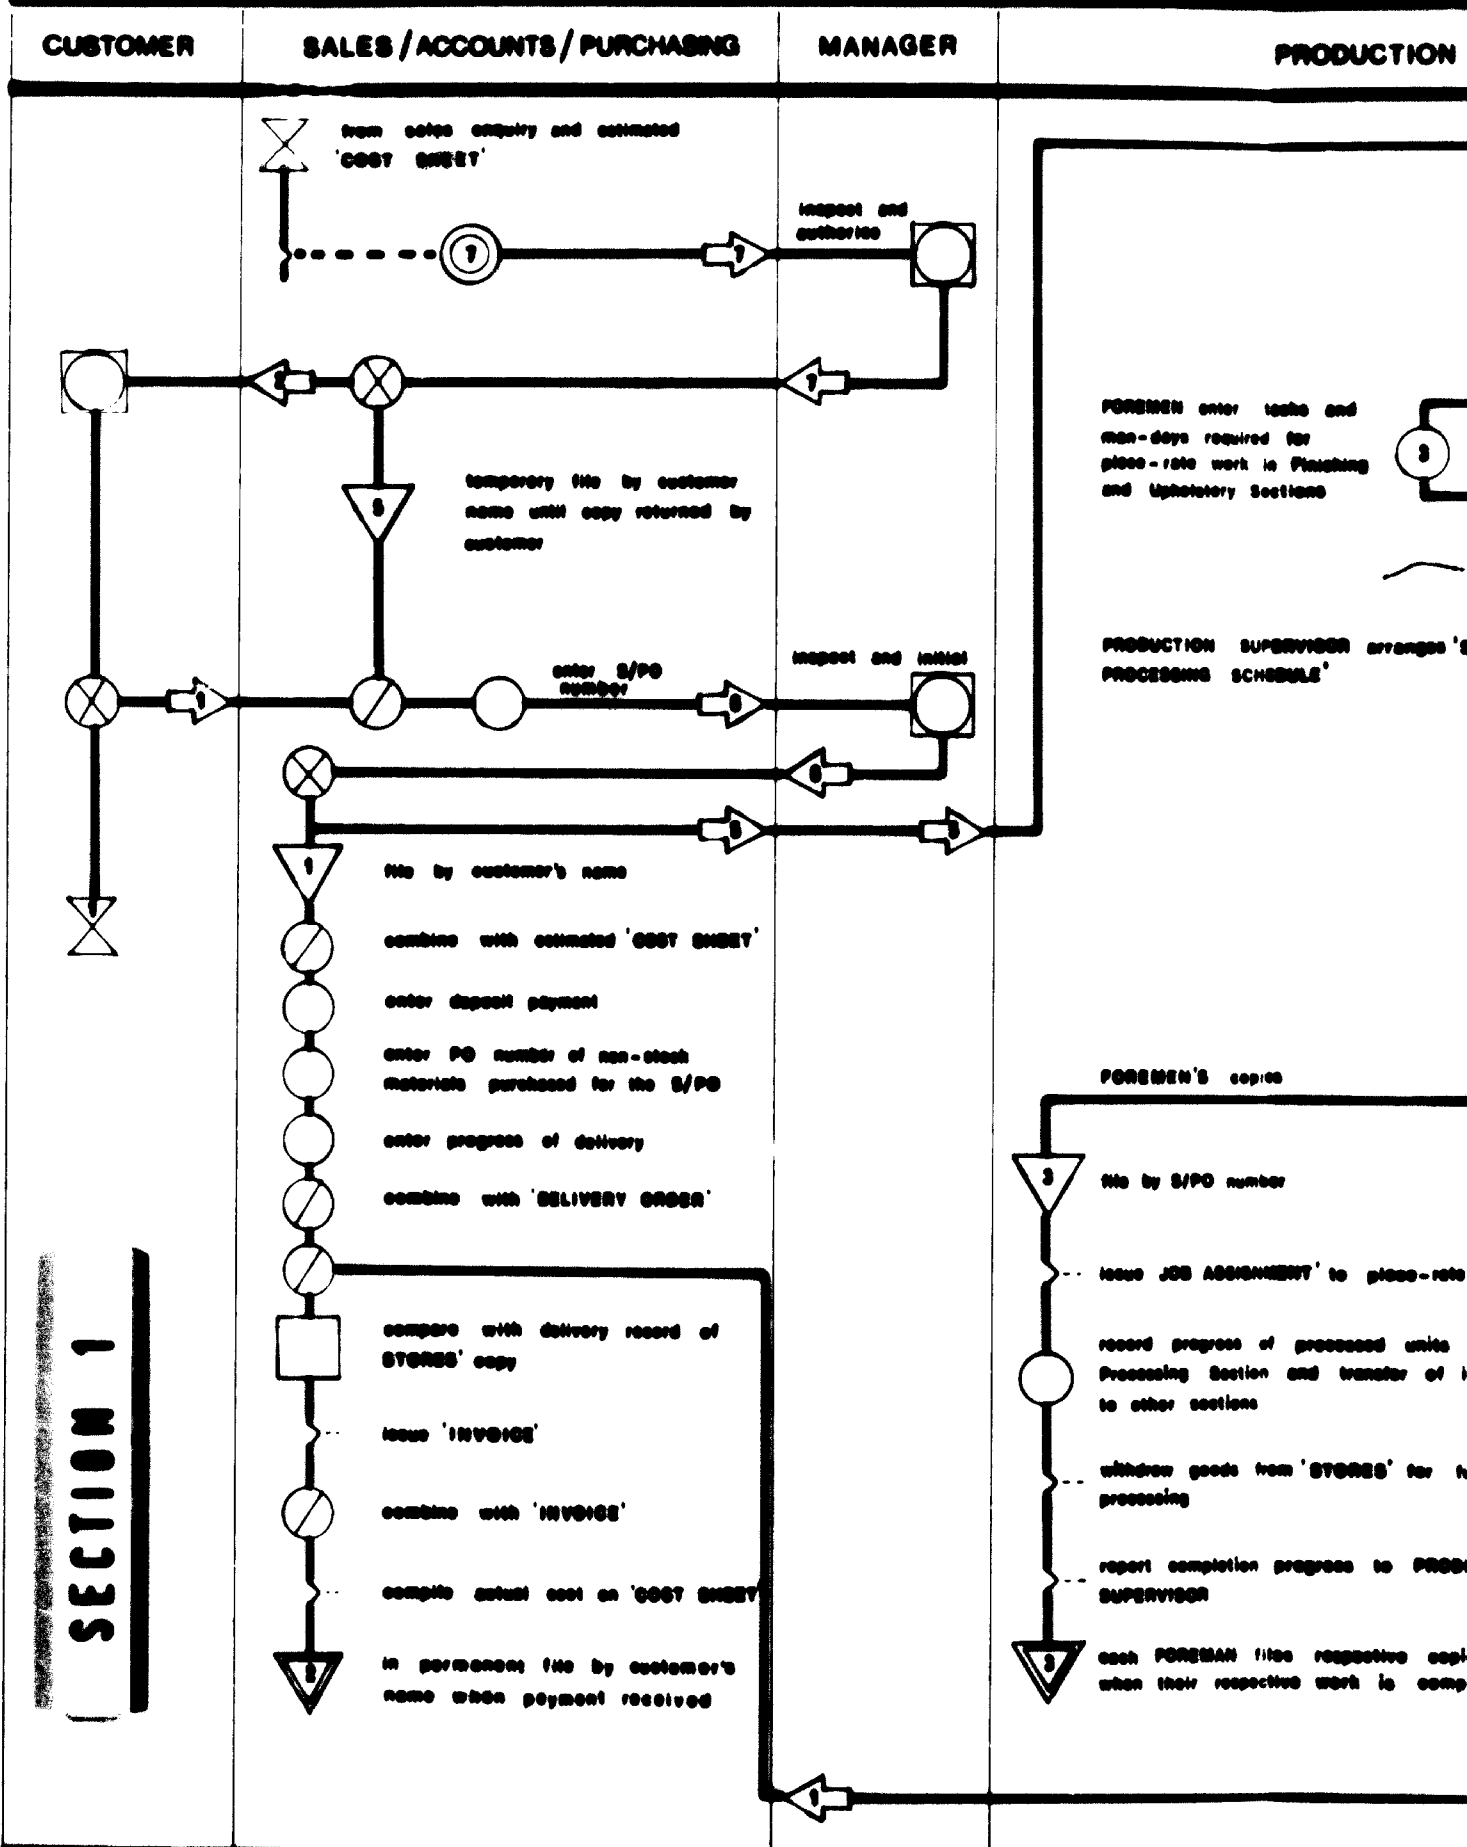 CUSTOMER
SALES/ACCOUNTS/PURCHASING
MANAGER
PRODUCTION
from sales enquiry and estimated
'COST SHEET'
inspect and
authorise
7
7
7
2
5
temporary file by customer
name until copy returned by
customer
FOREMEN enter tasks and
man-days required for
piece-rate work in Finishing
and Upholstery Sections
3
PRODUCTION SUPERVISOR arranges
PROCESSING SCHEDULE'
1
enter S/PO
number
6
inspect and initial
6
5
5
1
file by customer's name
combine with estimated 'COST SHEET'
enter deposit payment
enter PO number of non-stock
materials purchased for the S/PO
enter progress of delivery
combine with 'DELIVERY ORDER'
compare with delivery record of
STORES' copy
issue 'INVOICE'
combine with 'INVOICE'
compile actual cost on 'COST SHEET'
2
in permanent file by customer's
name when payment received
FOREMEN'S copies
3
file by S/PO number
issue JOB ASSIGNMENT' to piece-rate
record progress of processed units
Processing Section and transfer of
to other sections
withdraw goods from 'STORES' for
processing
report completion progress to
SUPERVISOR
3
each FOREMAN files respective
when their respective work is
1
SECTION 1